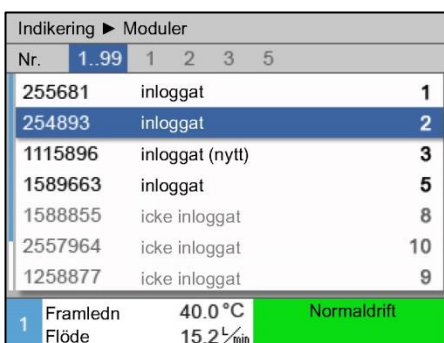 Indikering ► Moduler
Nr. 1..99 1 2 3 5
255681 inloggat 1
254893 inloggat 2
1115896 inloggat (nytt) 3
1589663 inloggat 5
1588855 icke inloggat 8
2557964 icke inloggat 10
1258877 icke inloggat 9
1 Framledn 40.0 °C Normaldrift
Flöde 15.2 L/min